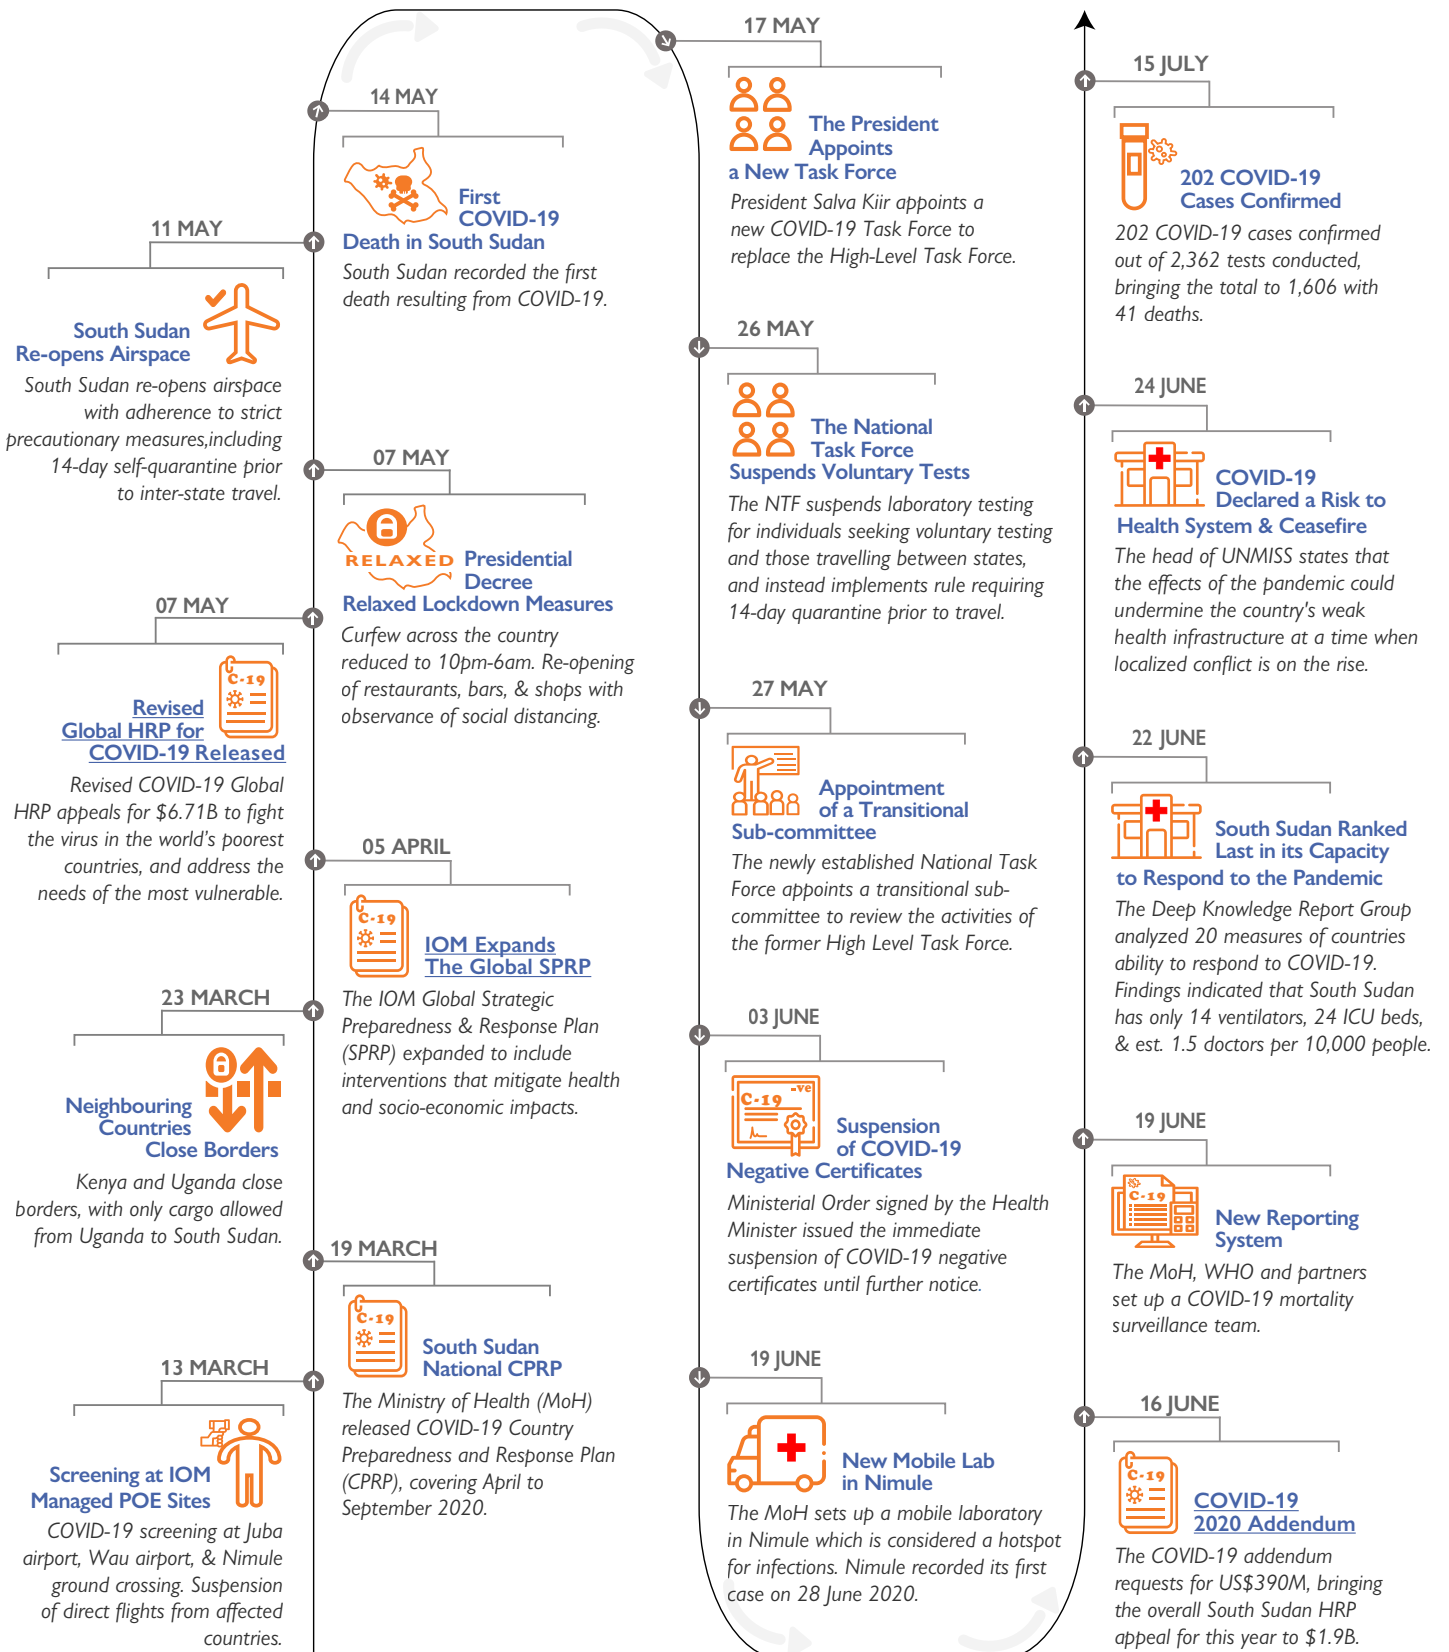 13 MARCH
Screening at IOM
Managed POE Sites
COVID-19 screening at Juba
airport, Wau airport, & Nimule
ground crossing. Suspension
of direct flights from affected
countries.
19 MARCH
C-19
South Sudan
National CPRP
The Ministry of Health (MoH)
released COVID-19 Country
Preparedness and Response Plan
(CPRP), covering April to
September 2020.
23 MARCH
Neighbouring
Countries
Close Borders
Kenya and Uganda close
borders, with only cargo allowed
from Uganda to South Sudan.
05 APRIL
C-19
IOM Expands
The Global SPRP
The IOM Global Strategic
Preparedness & Response Plan
(SPRP) expanded to include
interventions that mitigate health
and socio-economic impacts.
07 MAY
C-19
Revised
Global HRP for
COVID-19 Released
Revised COVID-19 Global
HRP appeals for $6.71B to fight
the virus in the world's poorest
countries, and address the
needs of the most vulnerable.
07 MAY
RELAXED
Presidential
Decree
Relaxed Lockdown Measures
Curfew across the country
reduced to 10pm-6am. Re-opening
of restaurants, bars, & shops with
observance of social distancing.
11 MAY
South Sudan
Re-opens Airspace
South Sudan re-opens airspace
with adherence to strict
precautionary measures,including
14-day self-quarantine prior
to inter-state travel.
14 MAY
First
COVID-19
Death in South Sudan
South Sudan recorded the first
death resulting from COVID-19.
17 MAY
The President
Appoints
a New Task Force
President Salva Kiir appoints a
new COVID-19 Task Force to
replace the High-Level Task Force.
26 MAY
The National
Task Force
Suspends Voluntary Tests
The NTF suspends laboratory testing
for individuals seeking voluntary testing
and those travelling between states,
and instead implements rule requiring
14-day quarantine prior to travel.
27 MAY
Appointment
of a Transitional
Sub-committee
The newly established National Task
Force appoints a transitional sub-
committee to review the activities of
the former High Level Task Force.
03 JUNE
-ve
C-19
Suspension
of COVID-19
Negative Certificates
Ministerial Order signed by the Health
Minister issued the immediate
suspension of COVID-19 negative
certificates until further notice.
19 JUNE
New Mobile Lab
in Nimule
The MoH sets up a mobile laboratory
in Nimule which is considered a hotspot
for infections. Nimule recorded its first
case on 28 June 2020.
16 JUNE
C-19
COVID-19
2020 Addendum
The COVID-19 addendum
requests for US$390M, bringing
the overall South Sudan HRP
appeal for this year to $1.9B.
19 JUNE
C-19
New Reporting
System
The MoH, WHO and partners
set up a COVID-19 mortality
surveillance team.
22 JUNE
South Sudan Ranked
Last in its Capacity
to Respond to the Pandemic
The Deep Knowledge Report Group
analyzed 20 measures of countries
ability to respond to COVID-19.
Findings indicated that South Sudan
has only 14 ventilators, 24 ICU beds,
& est. 1.5 doctors per 10,000 people.
24 JUNE
COVID-19
Declared a Risk to
Health System & Ceasefire
The head of UNMISS states that
the effects of the pandemic could
undermine the country's weak
health infrastructure at a time when
localized conflict is on the rise.
15 JULY
202 COVID-19
Cases Confirmed
202 COVID-19 cases confirmed
out of 2,362 tests conducted,
bringing the total to 1,606 with
41 deaths.